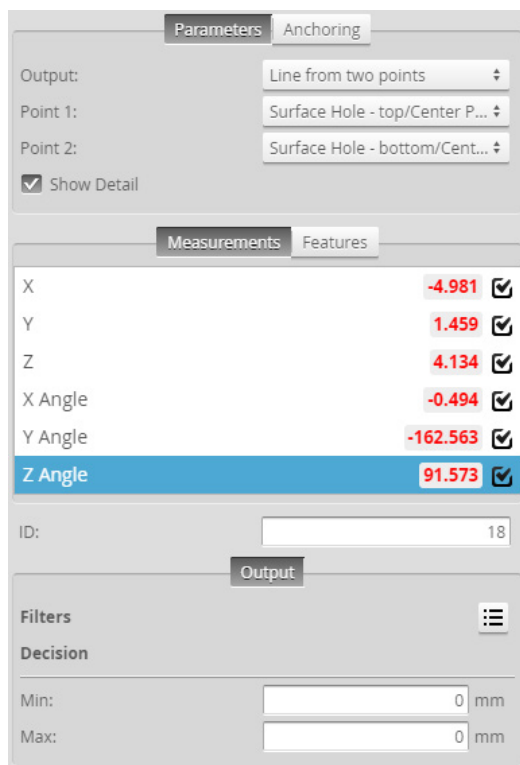 Parameters Anchoring
Output: Line from two points
Point 1: Surface Hole - top/Center P...
Point 2: Surface Hole - bottom/Cent...
Show Detail
Measurements Features
X -4.981
Y 1.459
Z 4.134
X Angle -0.494
Y Angle -162.563
Z Angle 91.573
ID: 18
Output
Filters
Decision
Min: 0 mm
Max: 0 mm